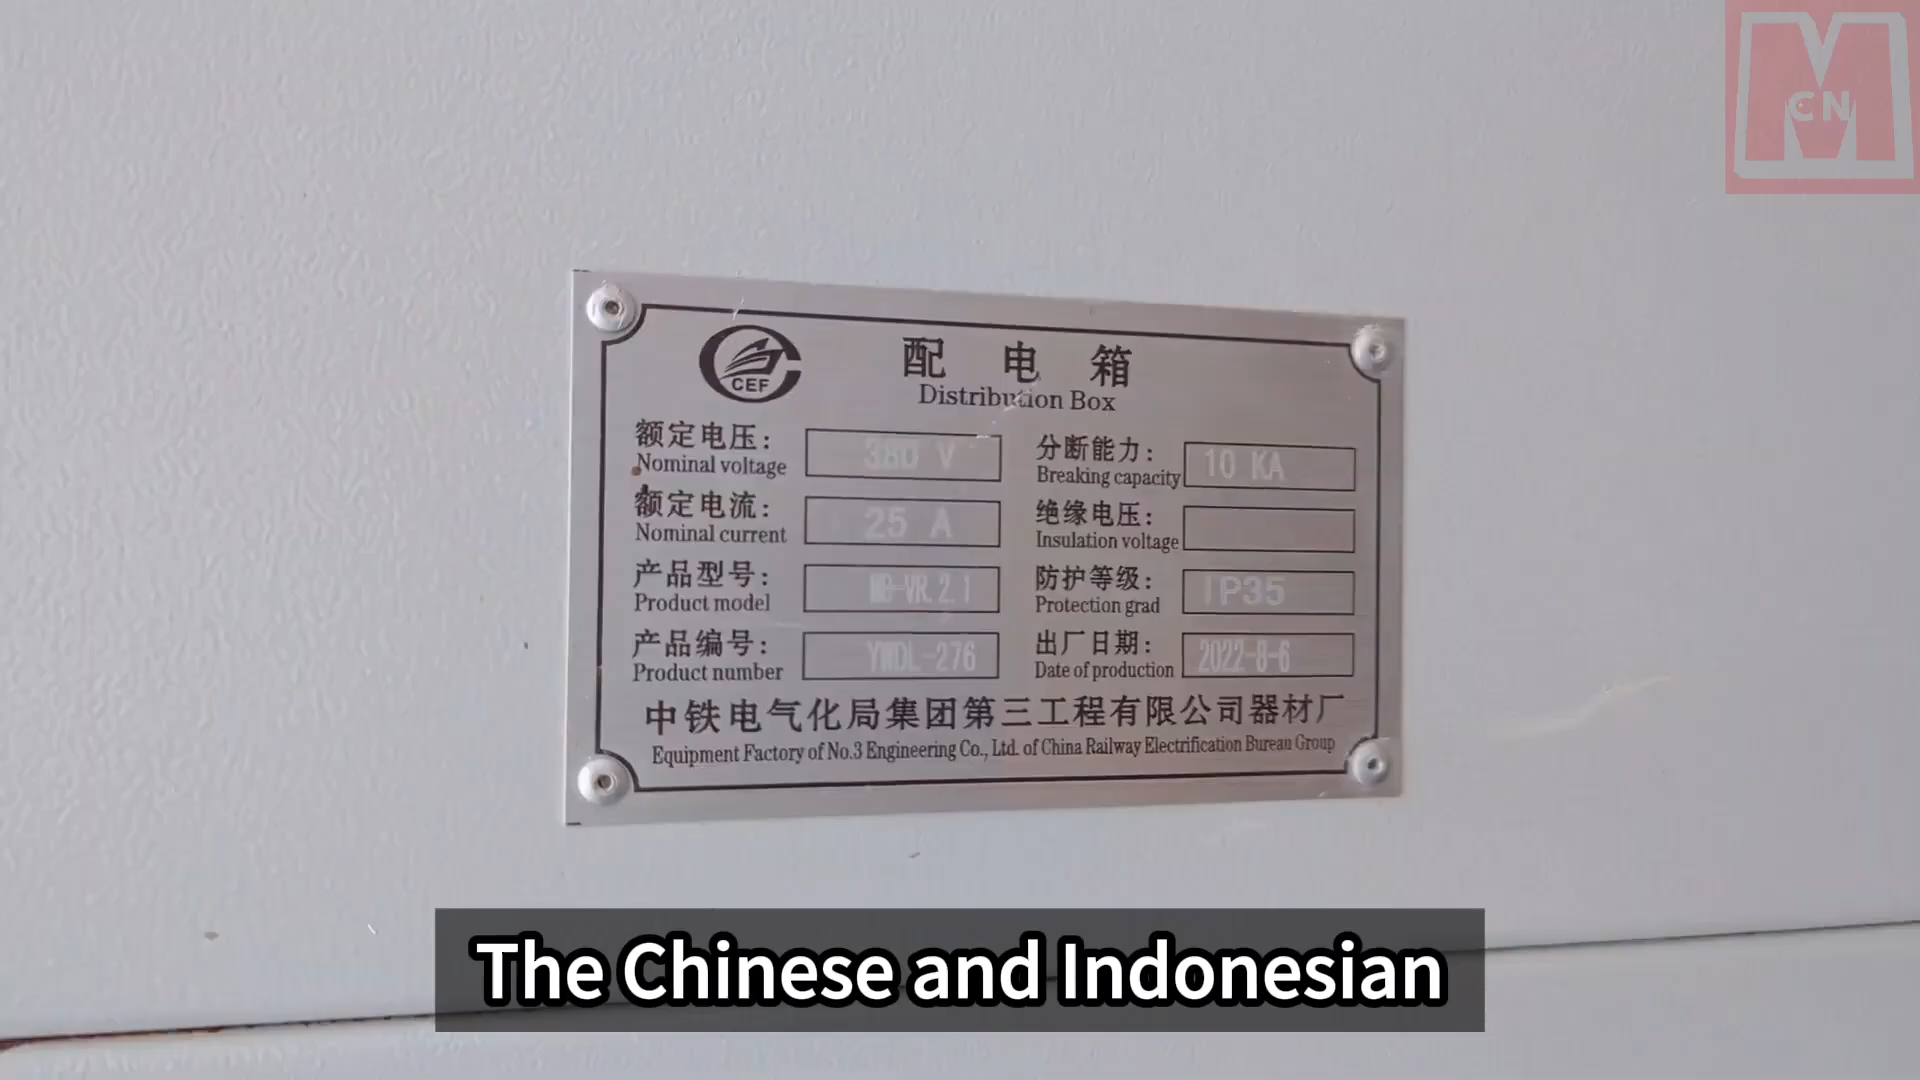 M
CN
CEF
配电箱
Distribution Box
额定电压: 380 V
Nominal voltage
分断能力: 10 KA
Breaking capacity
额定电流: 25 A
Nominal current
绝缘电压:
Insulation voltage
产品型号: MB-VR.2.1
Product model
防护等级: IP35
Protection grad
产品编号: YWDL-276
Product number
出厂日期: 2022-8-6
Date of production
中铁电气化局集团第三工程有限公司器材厂
Equipment Factory of No.3 Engineering Co., Ltd. of China Railway Electrification Bureau Group
The Chinese and Indonesian